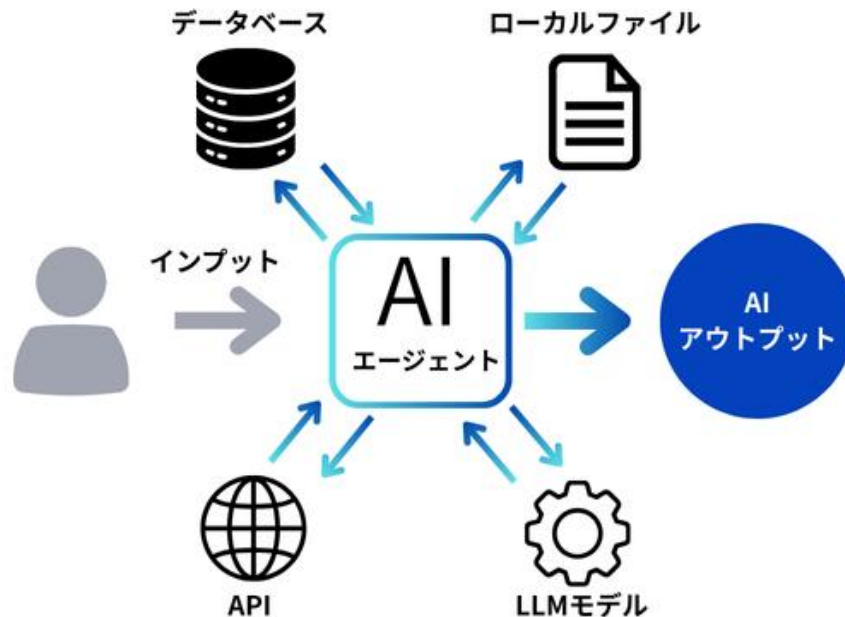 データベース
ローカルファイル
インプット
AI
エージェント
AI
アウトプット
API
LLMモデル